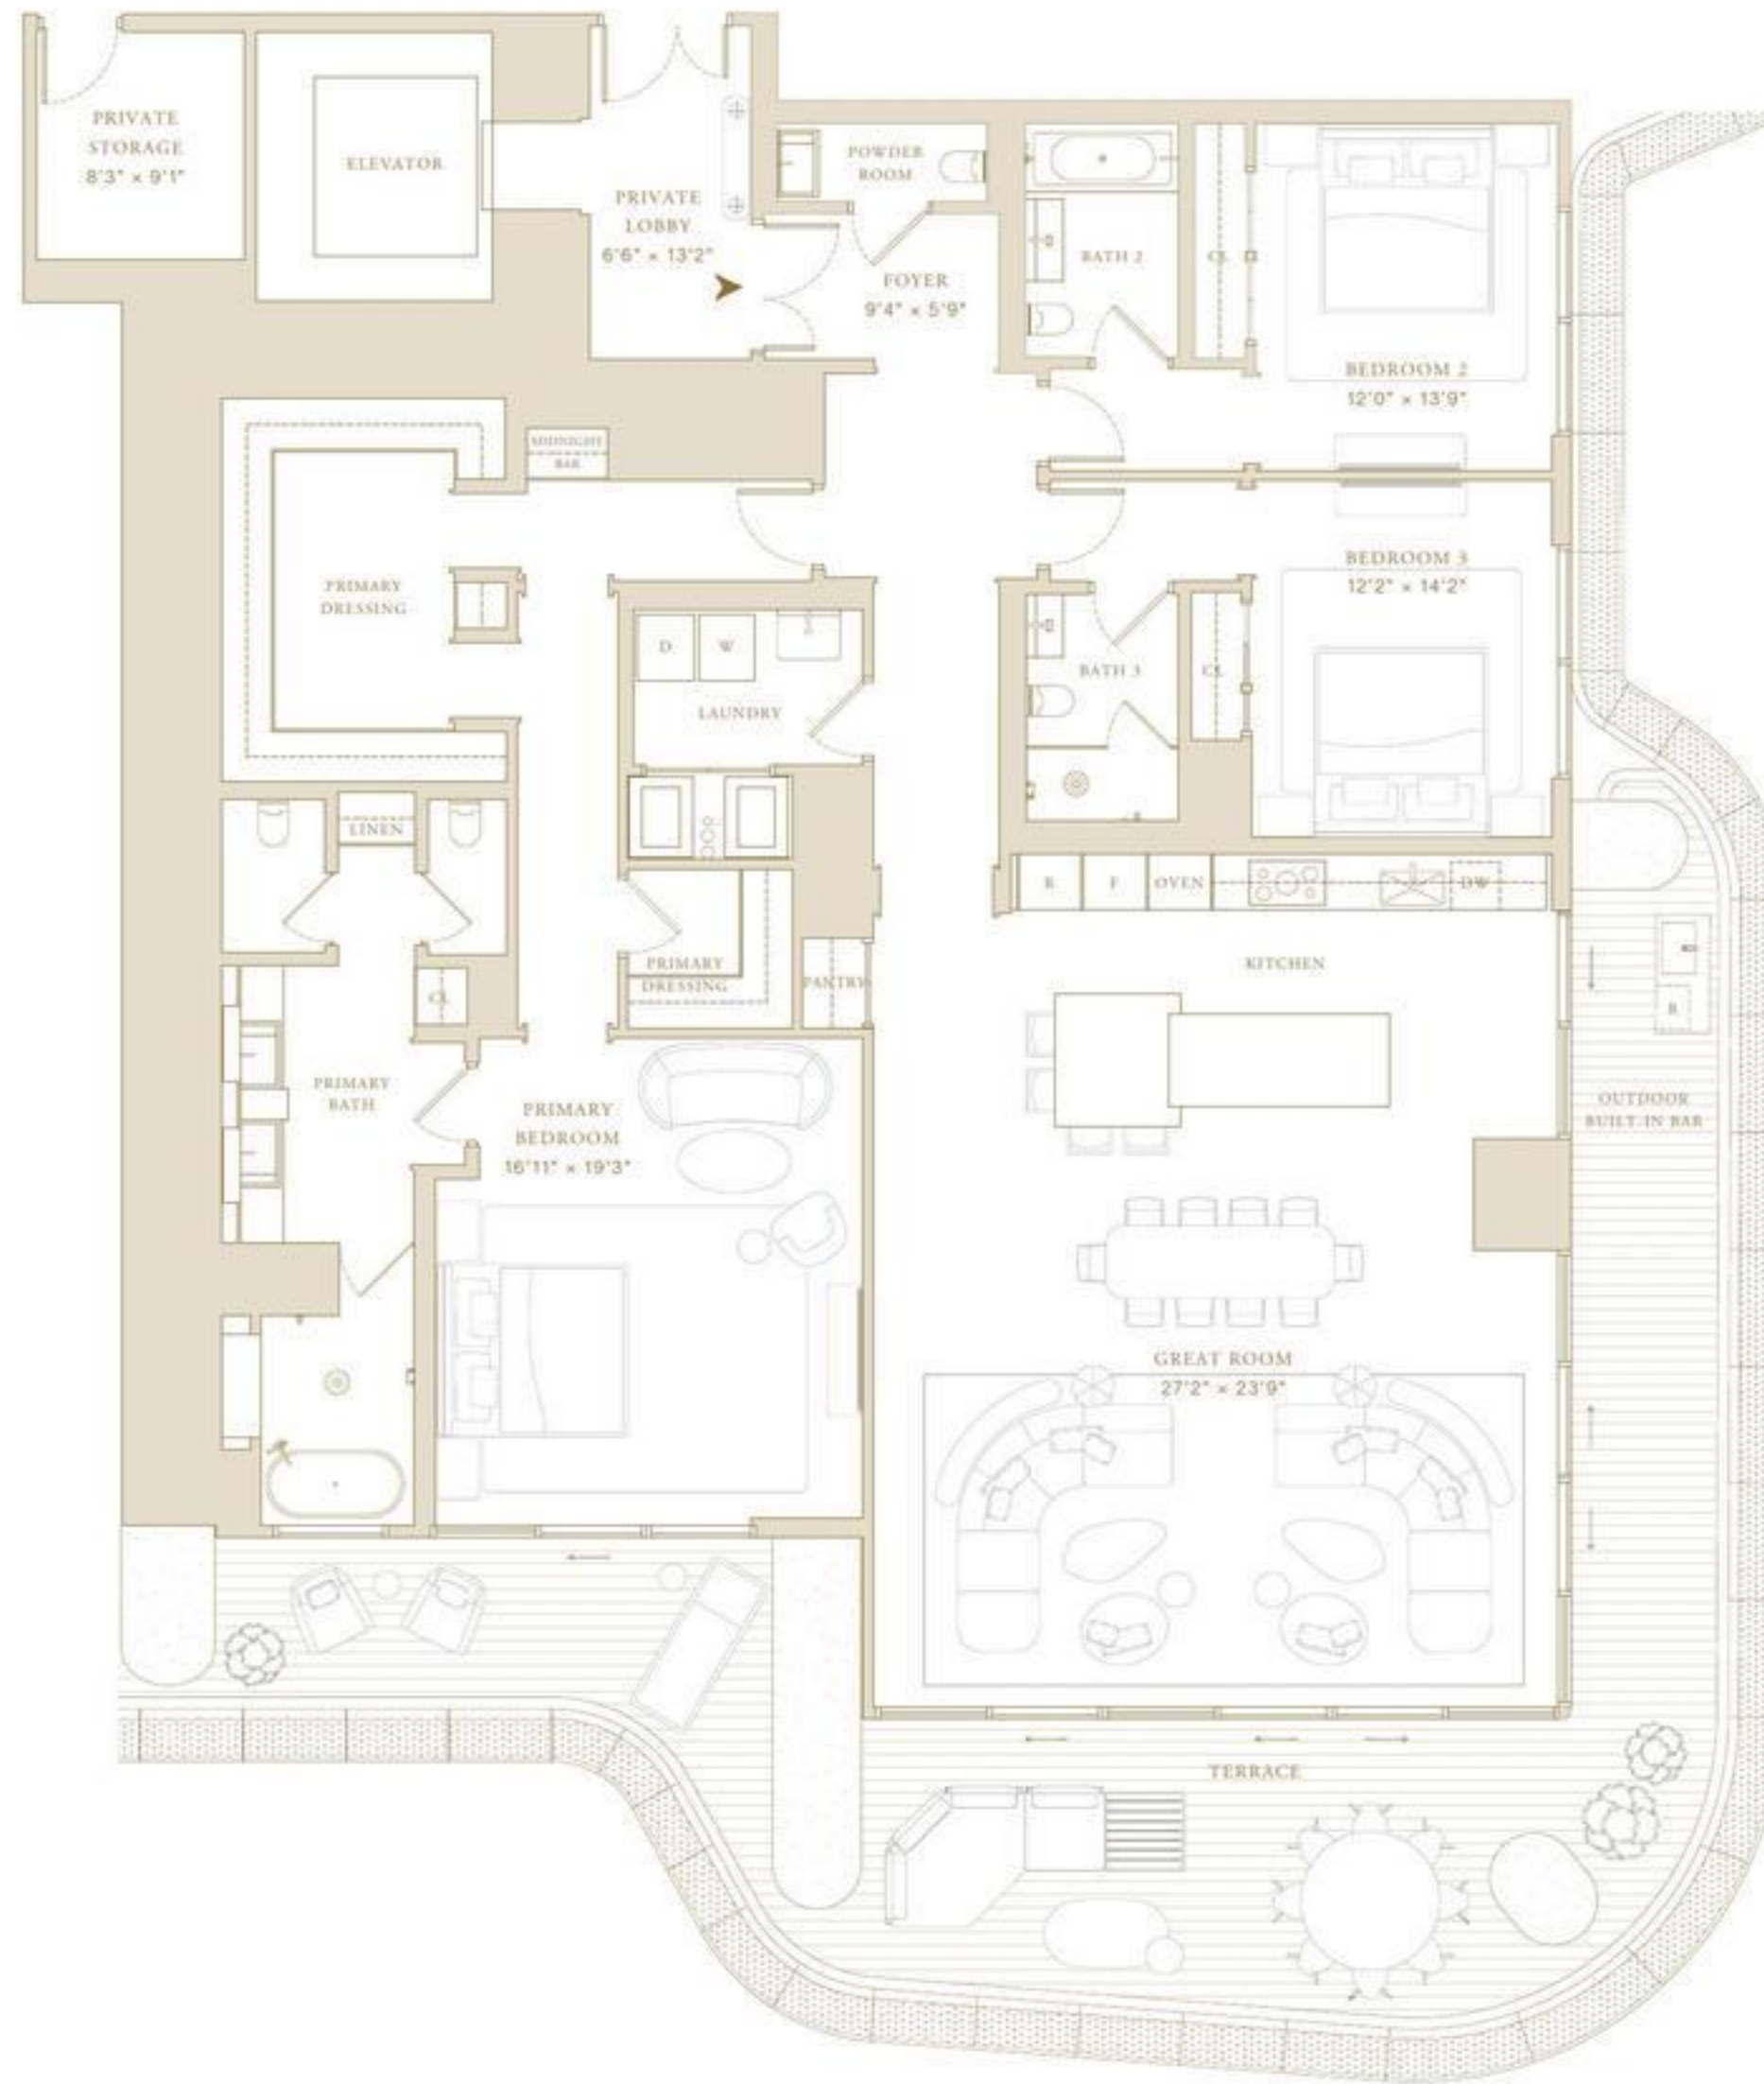 PRIVATE
STORAGE
8'3" × 9'1"
ELEVATOR
PRIVATE
LOBBY
6'6" × 13'2"
POWDER
ROOM
FOYER
9'4" × 5'9"
BATH 2
CL
BEDROOM 2
12'0" × 13'9"
MIDNIGHT
BAR
PRIMARY
DRESSING
BEDROOM 3
12'2" × 14'2"
D
W
LAUNDRY
BATH 3
CL
LINEN
R
F
OVEN
DW
PRIMARY
DRESSING
PANTRY
CL
KITCHEN
R
PRIMARY
BATH
PRIMARY
BEDROOM
16'11" × 19'3"
OUTDOOR
BUILT-IN BAR
GREAT ROOM
27'2" × 23'9"
TERRACE